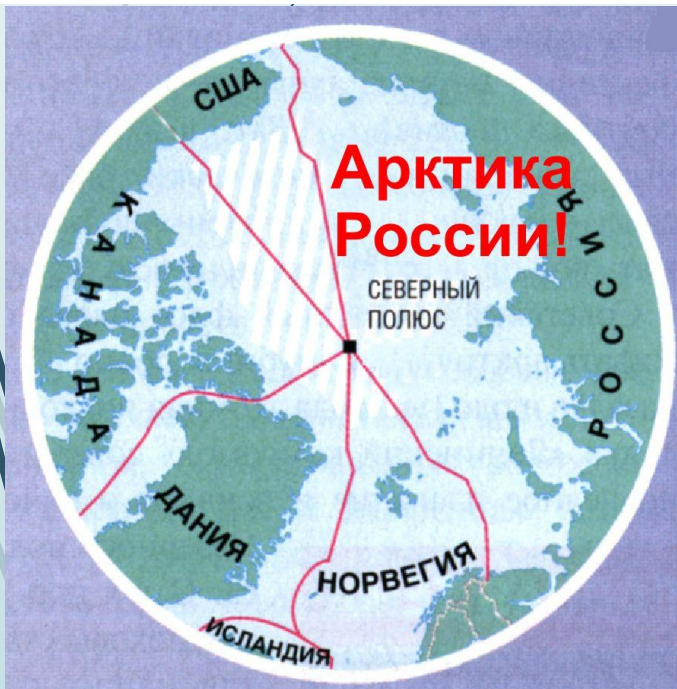 США
Арктика
России!
КАНАДА
РОССИЯ
СЕВЕРНЫЙ
ПОЛЮС
ДАНИЯ
НОРВЕГИЯ
ИСЛАНДИЯ